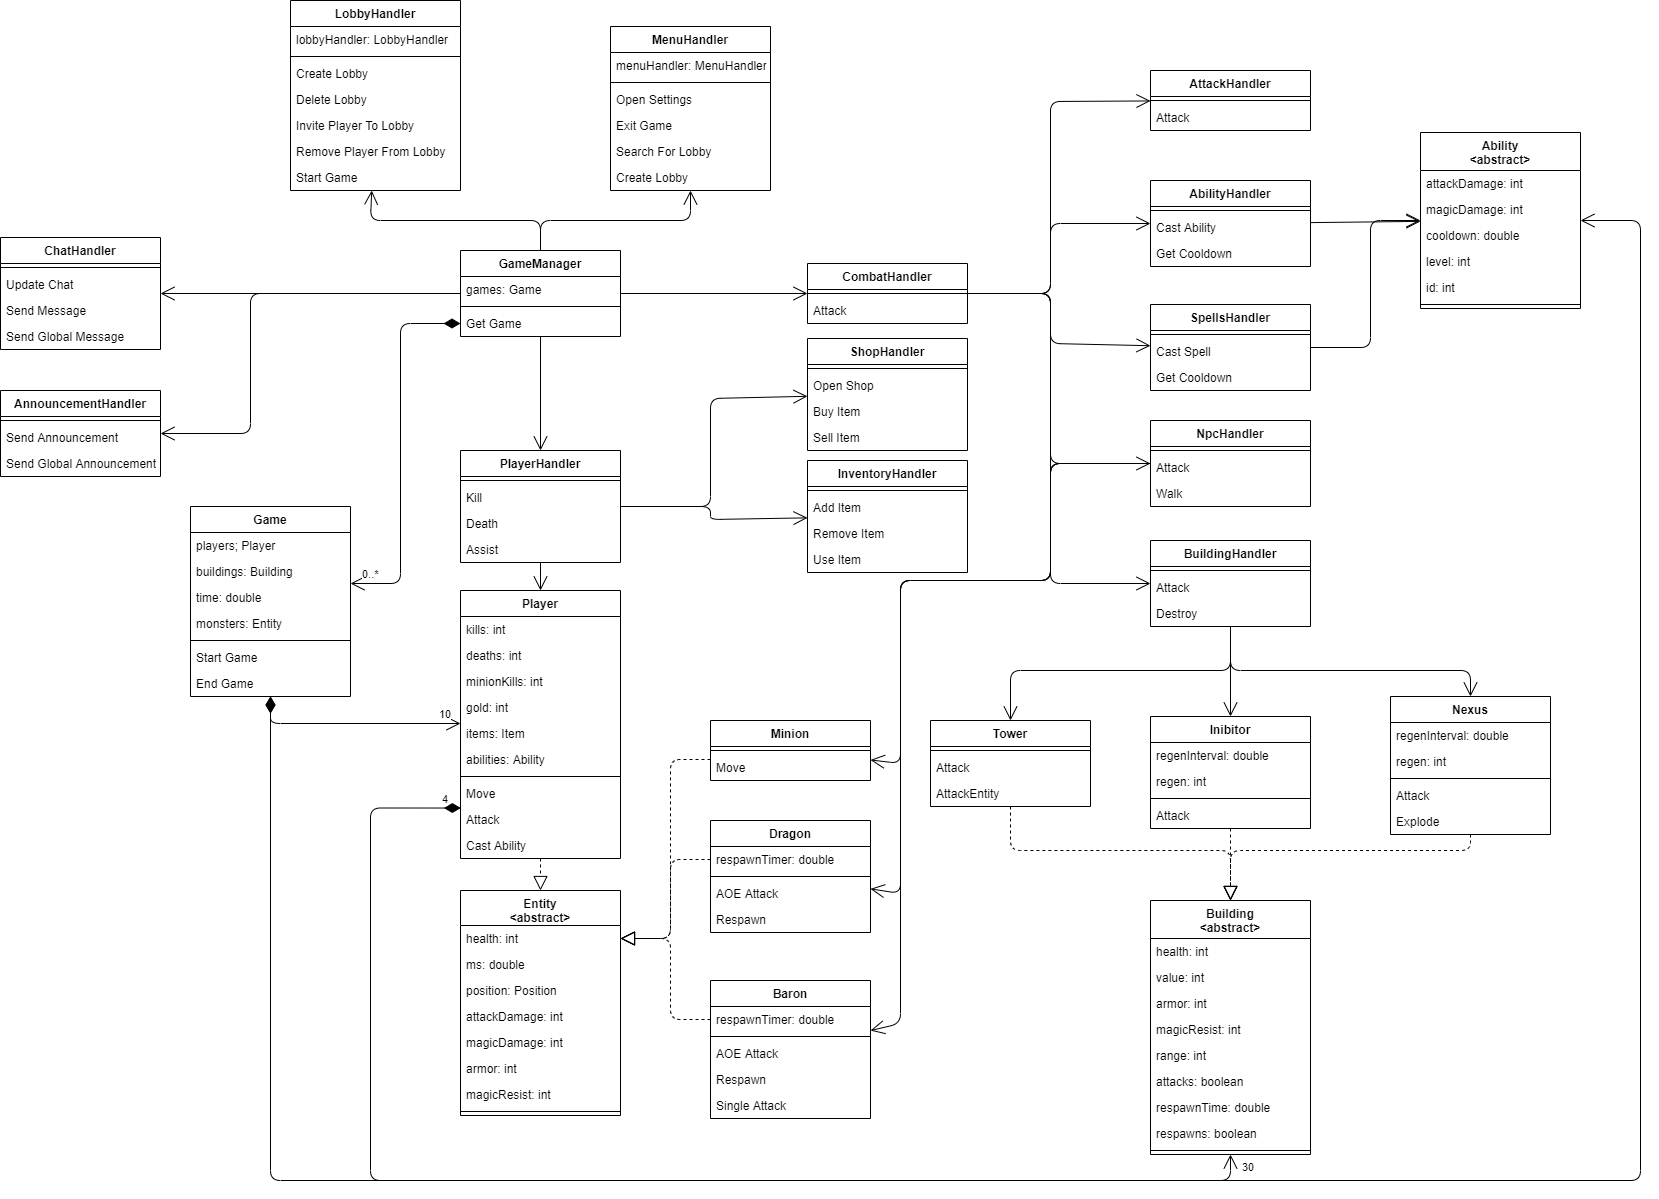 LobbyHandler
lobbyHandler: LobbyHandler
Create Lobby
Delete Lobby
Invite Player To Lobby
Remove Player From Lobby
Start Game
MenuHandler
menuHandler: MenuHandler
Open Settings
Exit Game
Search For Lobby
Create Lobby
ChatHandler
Update Chat
Send Message
Send Global Message
AnnouncementHandler
Send Announcement
Send Global Announcement
GameManager
games: Game
Get Game
CombatHandler
Attack
ShopHandler
Open Shop
Buy Item
Sell Item
InventoryHandler
Add Item
Remove Item
Use Item
AttackHandler
Attack
AbilityHandler
Cast Ability
Get Cooldown
SpellsHandler
Cast Spell
Get Cooldown
NpcHandler
Attack
Walk
BuildingHandler
Attack
Destroy
Ability
<abstract>
attackDamage: int
magicDamage: int
cooldown: double
level: int
id: int
PlayerHandler
Kill
Death
Assist
Game
players; Player
buildings: Building
time: double
monsters: Entity
Start Game
End Game
0..*
10
4
Player
kills: int
deaths: int
minionKills: int
gold: int
items: Item
abilities: Ability
Move
Attack
Cast Ability
Entity
<abstract>
health: int
ms: double
position: Position
attackDamage: int
magicDamage: int
armor: int
magicResist: int
Minion
Move
Dragon
respawnTimer: double
AOE Attack
Respawn
Baron
respawnTimer: double
AOE Attack
Respawn
Single Attack
Tower
Attack
AttackEntity
Inibitor
regenInterval: double
regen: int
Attack
Nexus
regenInterval: double
regen: int
Attack
Explode
Building
<abstract>
health: int
value: int
armor: int
magicResist: int
range: int
attacks: boolean
respawnTime: double
respawns: boolean
30